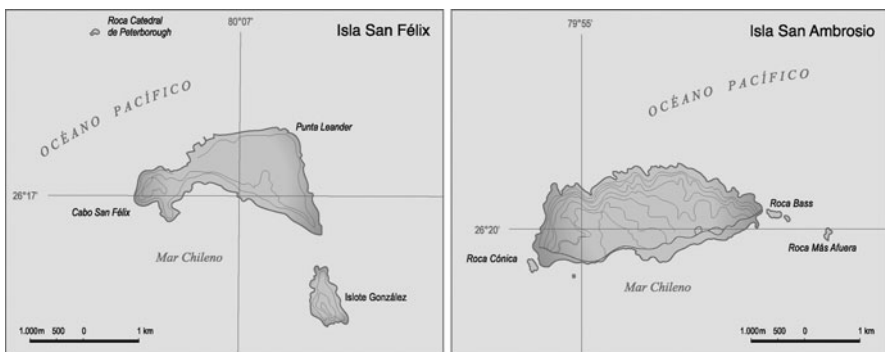 Roca Catedral
de Peterborough
80°07'
Isla San Félix
OCÉANO PACÍFICO
Punta Leander
26°17'
Cabo San Félix
Mar Chileno
Islote González
1.000m 500 0 1 km
79°55'
Isla San Ambrosio
OCÉANO PACÍFICO
Roca Bass
26°20'
Roca Más Afuera
Roca Cónica
Mar Chileno
1.000m 500 0 1 km